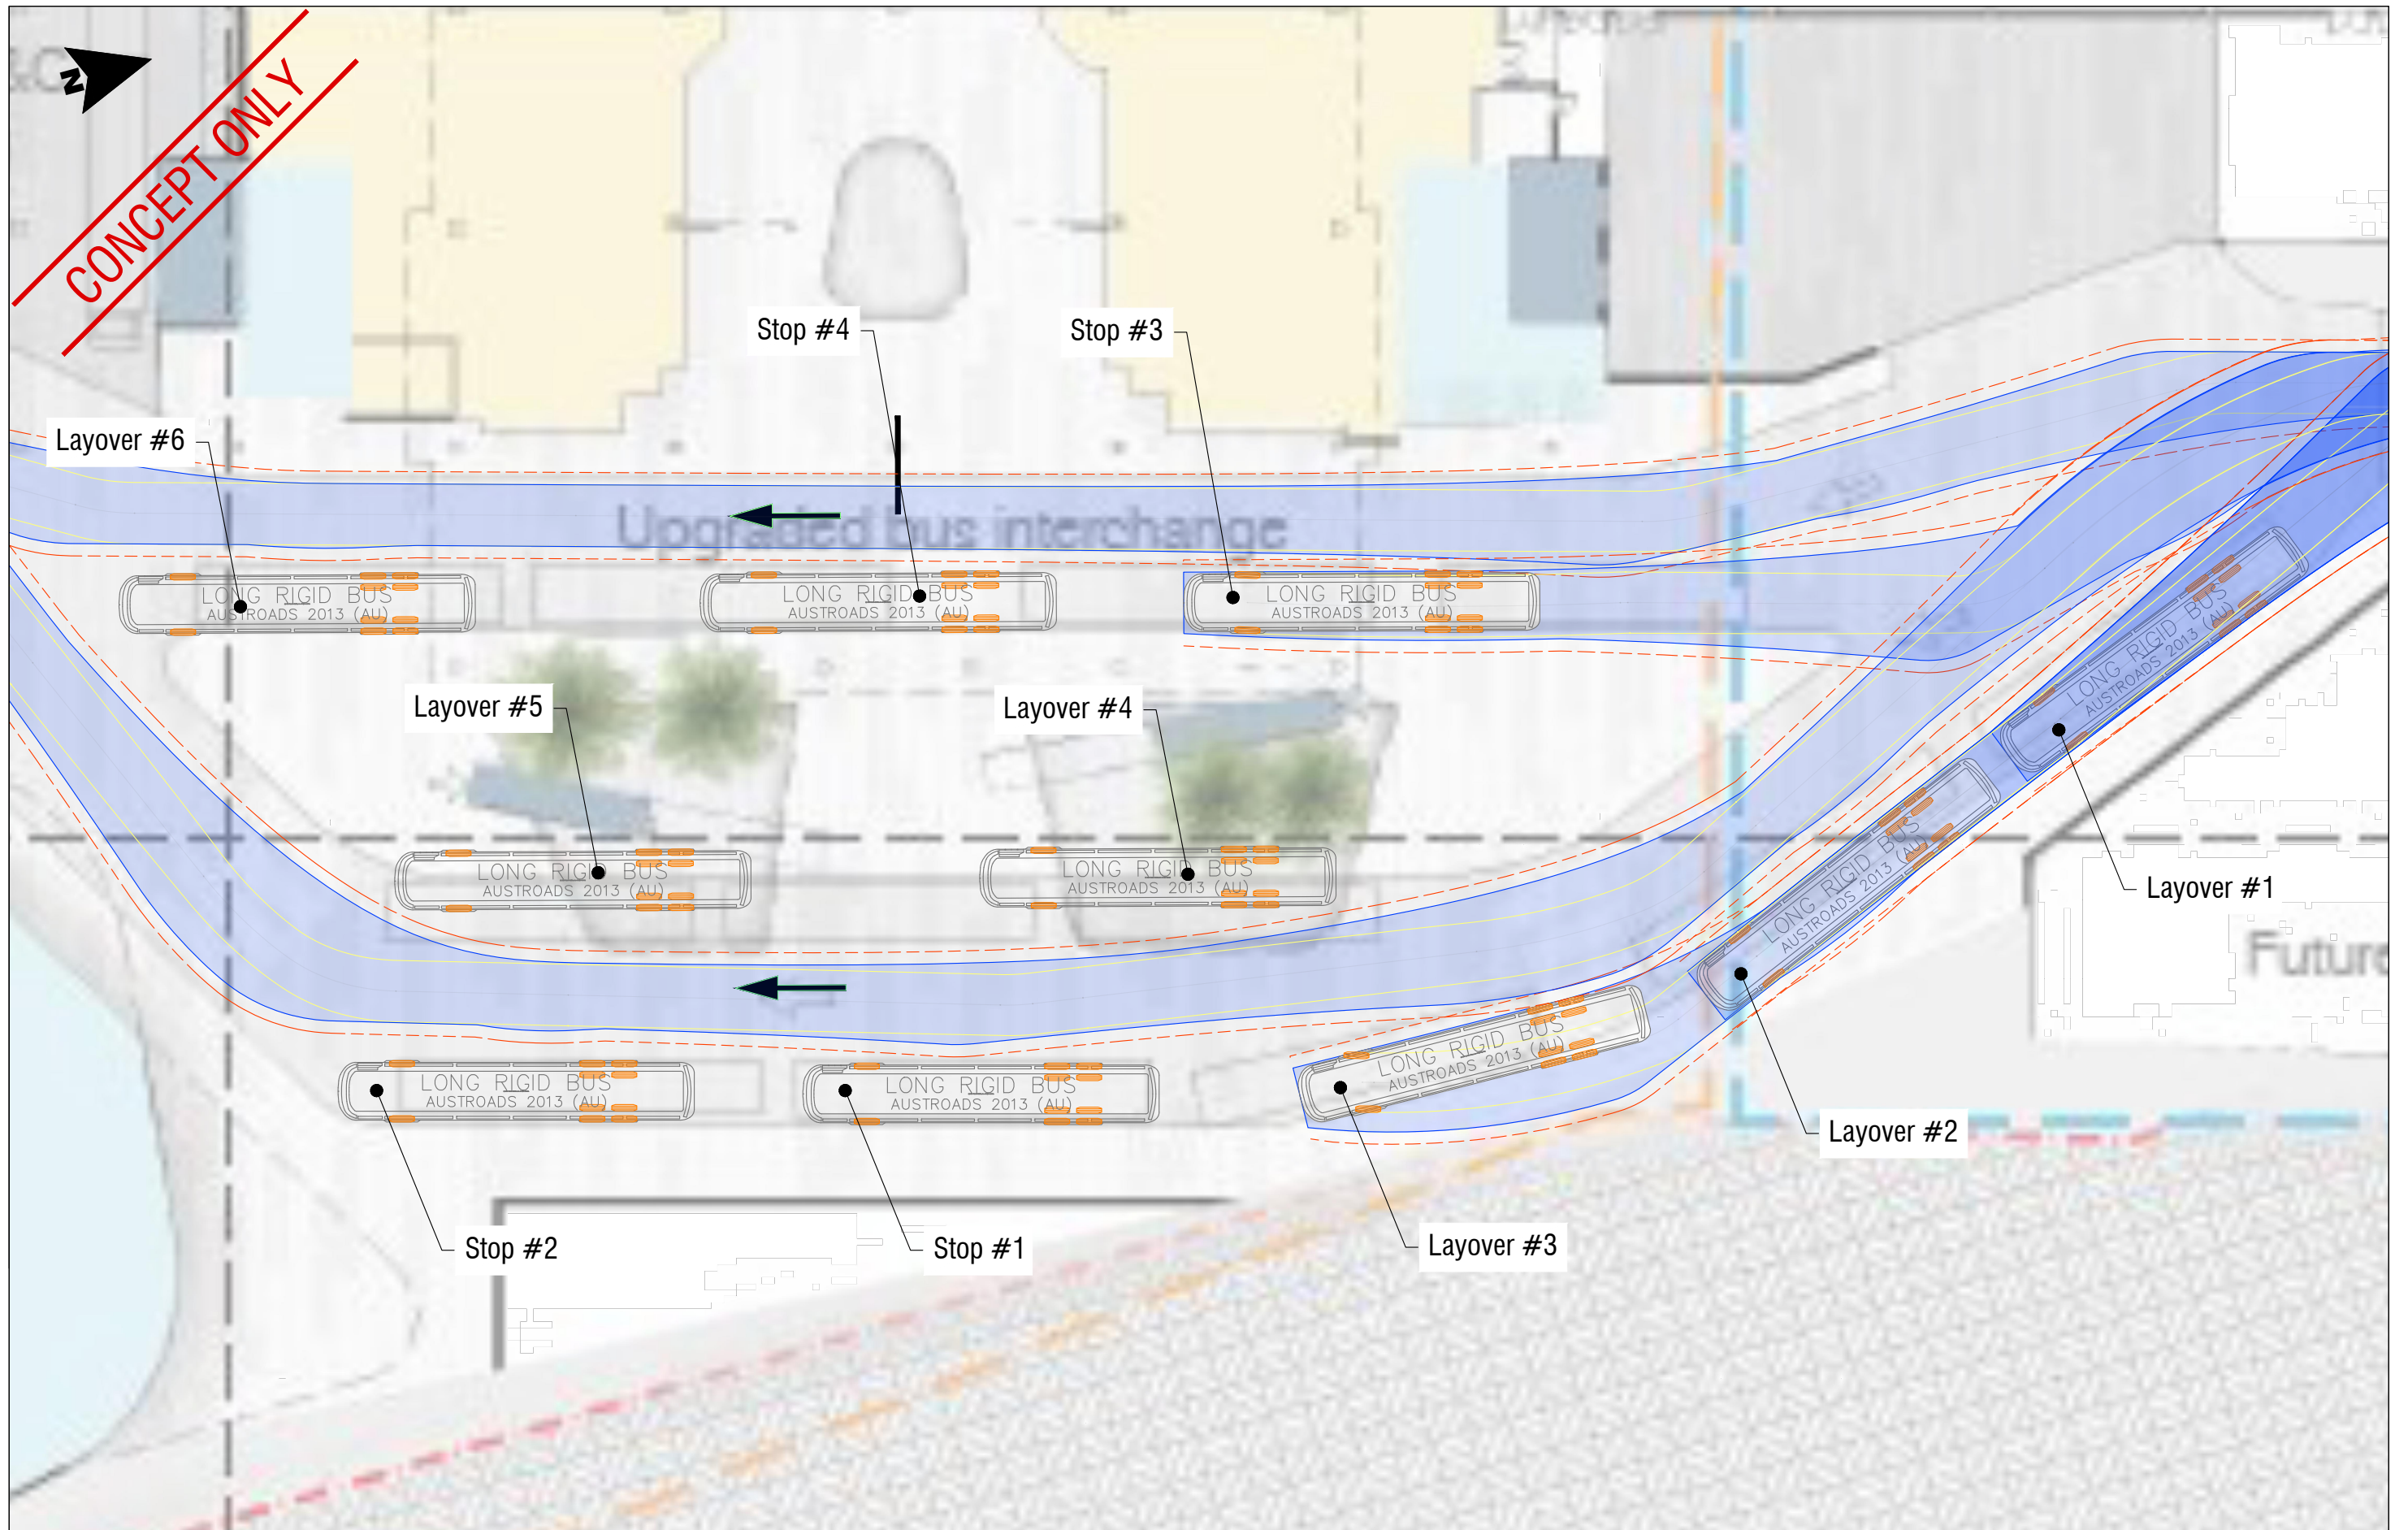 &C
N
CONCEPT ONLY
Stop #4
Stop #3
Layover #6
Upgraded bus interchange
LONG RIGID BUS
AUSTROADS 2013 (AU)
LONG RIGID BUS
AUSTROADS 2013 (AU)
LONG RIGID BUS
AUSTROADS 2013 (AU)
LONG RIGID BUS
AUSTROADS 2013 (AU)
Layover #5
Layover #4
LONG RIGID BUS
AUSTROADS 2013 (AU)
LONG RIGID BUS
AUSTROADS 2013 (AU)
LONG RIGID BUS
AUSTROADS 2013 (AU)
Layover #1
Future
LONG RIGID BUS
AUSTROADS 2013 (AU)
LONG RIGID BUS
AUSTROADS 2013 (AU)
LONG RIGID BUS
AUSTROADS 2013 (AU)
Layover #2
Stop #2
Stop #1
Layover #3